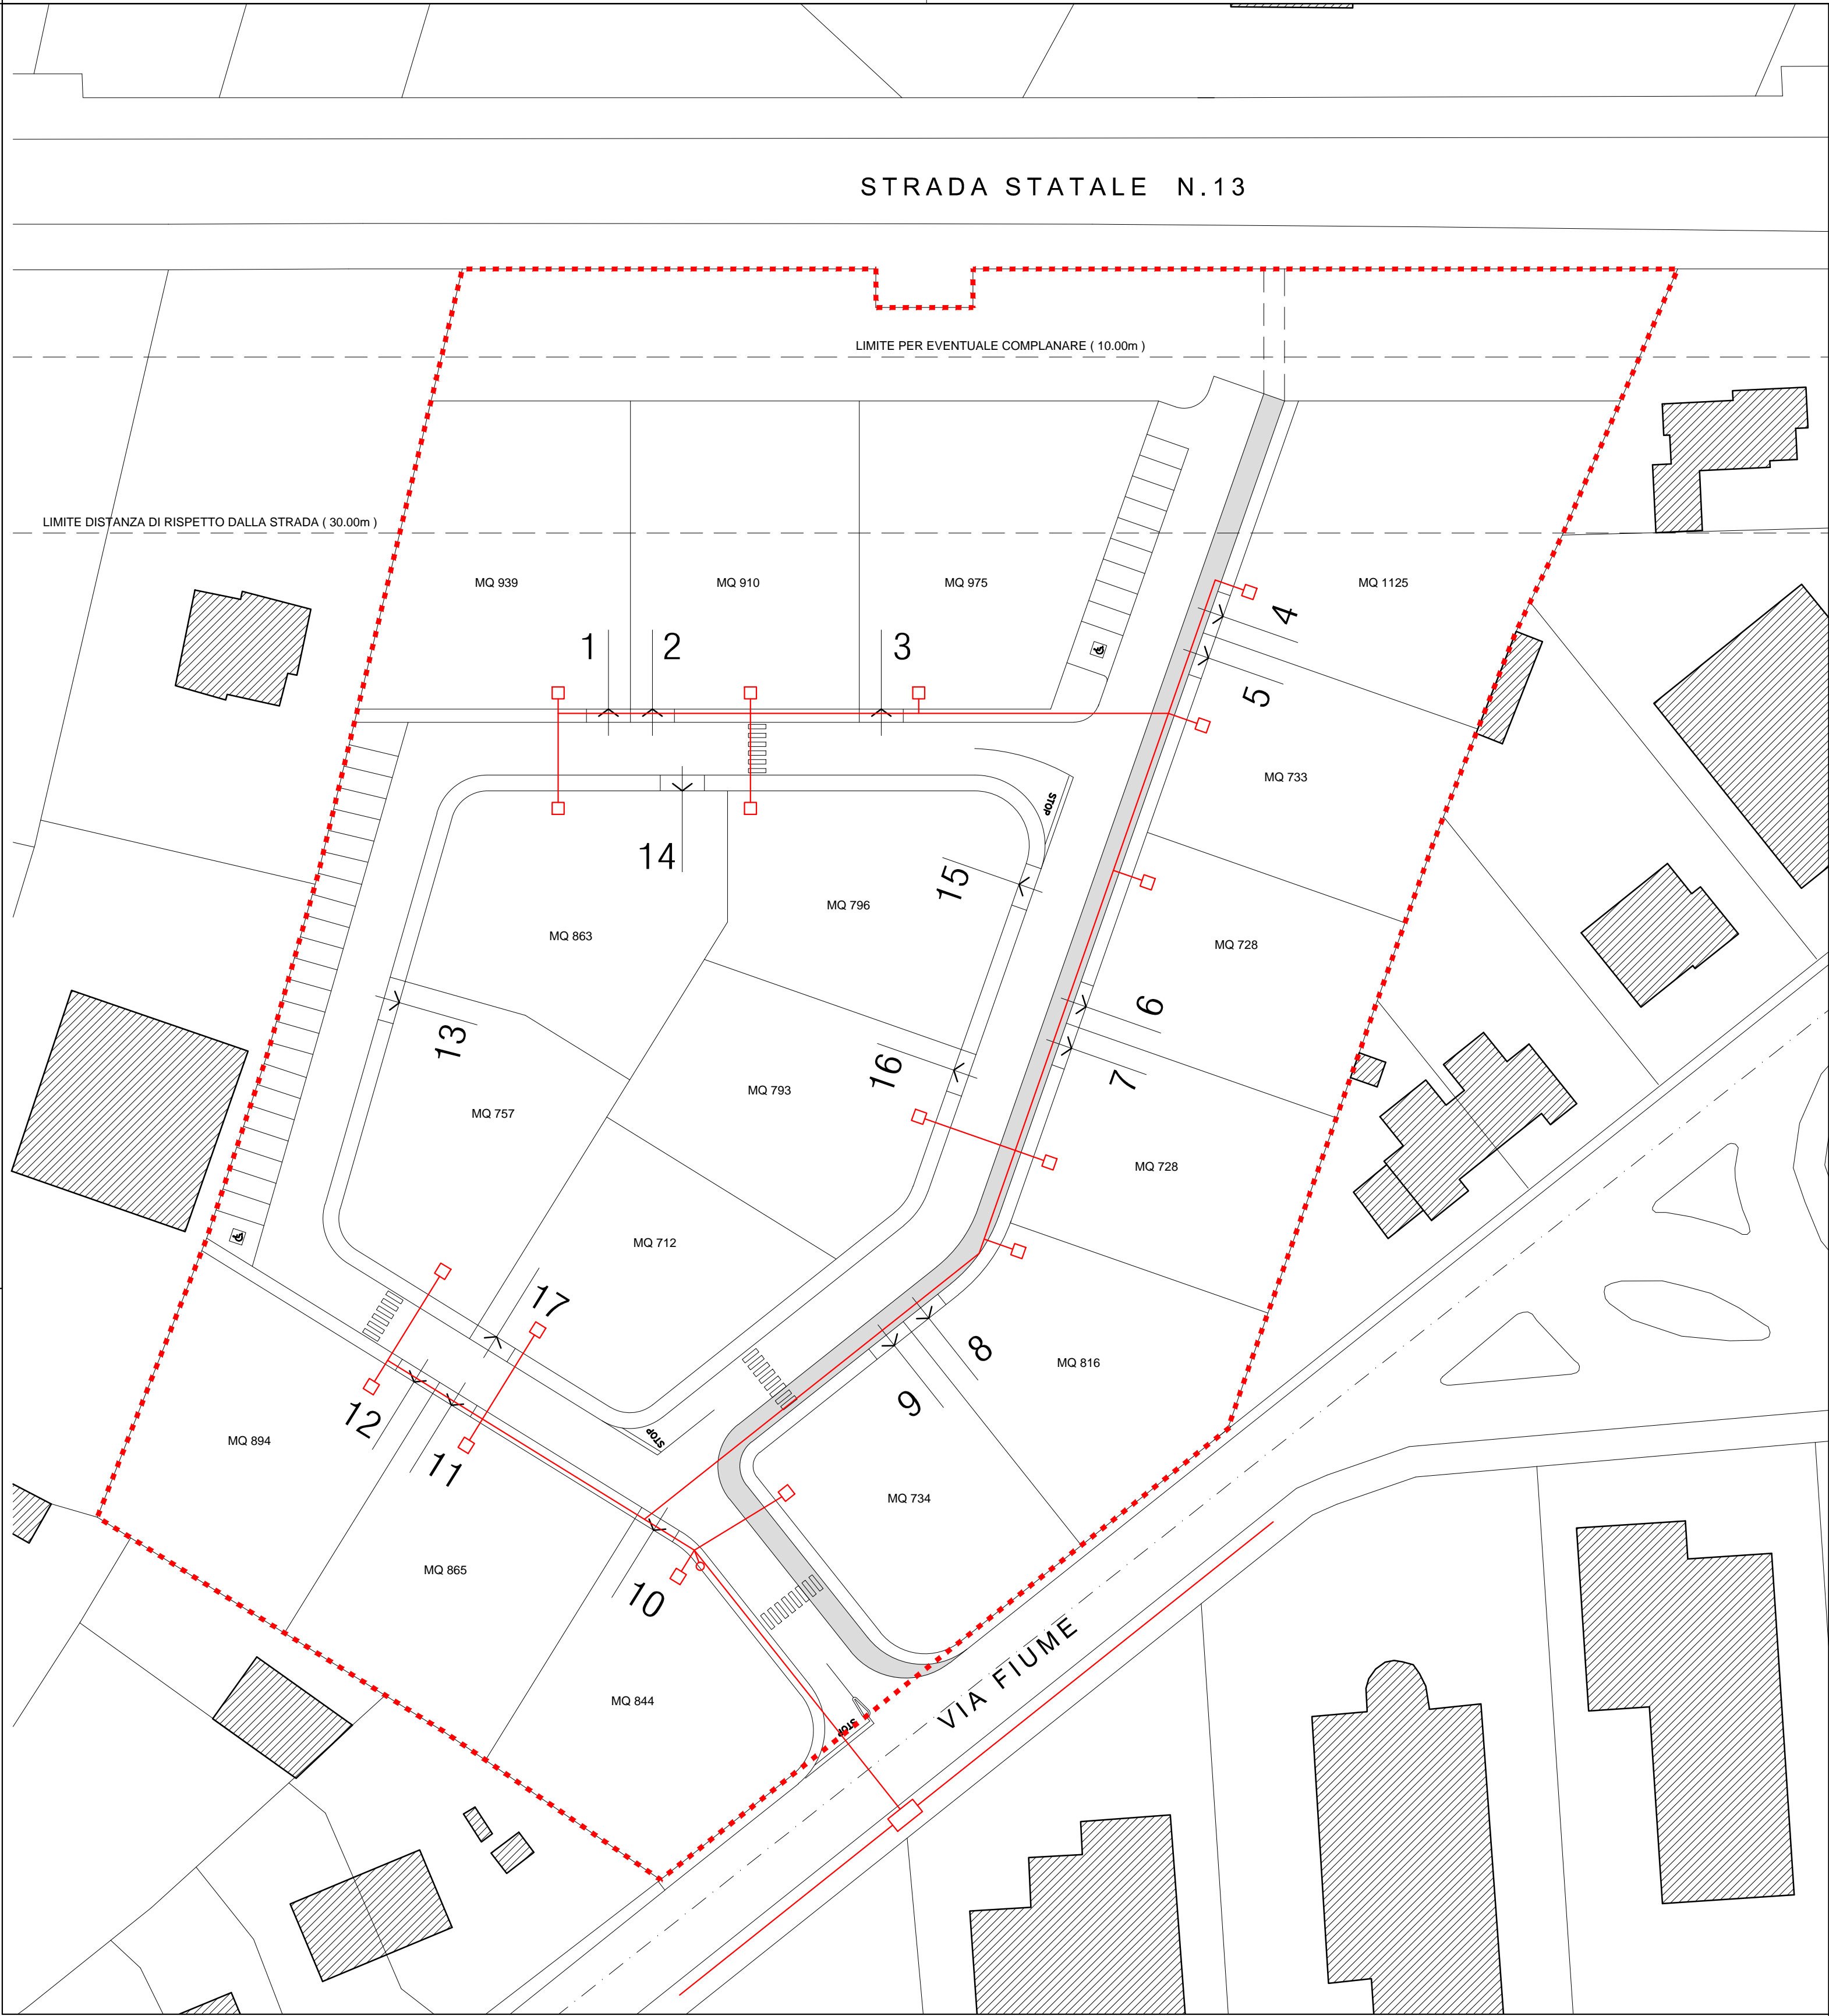 STRADA STATALE N.13
LIMITE PER EVENTUALE COMPLANARE ( 10.00m )
LIMITE DISTANZA DI RISPETTO DALLA STRADA ( 30.00m )
MQ 939
MQ 910
MQ 975
MQ 1125
1
2
3
4
5
MQ 733
STOP
14
15
MQ 796
MQ 863
MQ 728
6
13
16
7
MQ 793
MQ 757
MQ 728
MQ 712
17
8
MQ 816
9
12
11
STOP
MQ 894
MQ 734
MQ 865
10
VIA FIUME
MQ 844
STOP